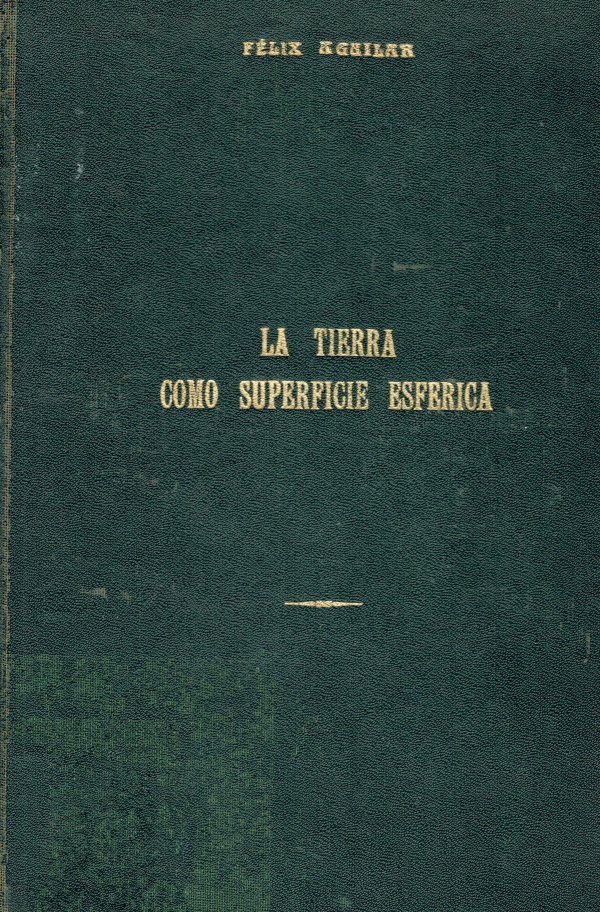 FÉLIX AGUILAR
LA TIERRA
COMO SUPERFICIE ESFERICA